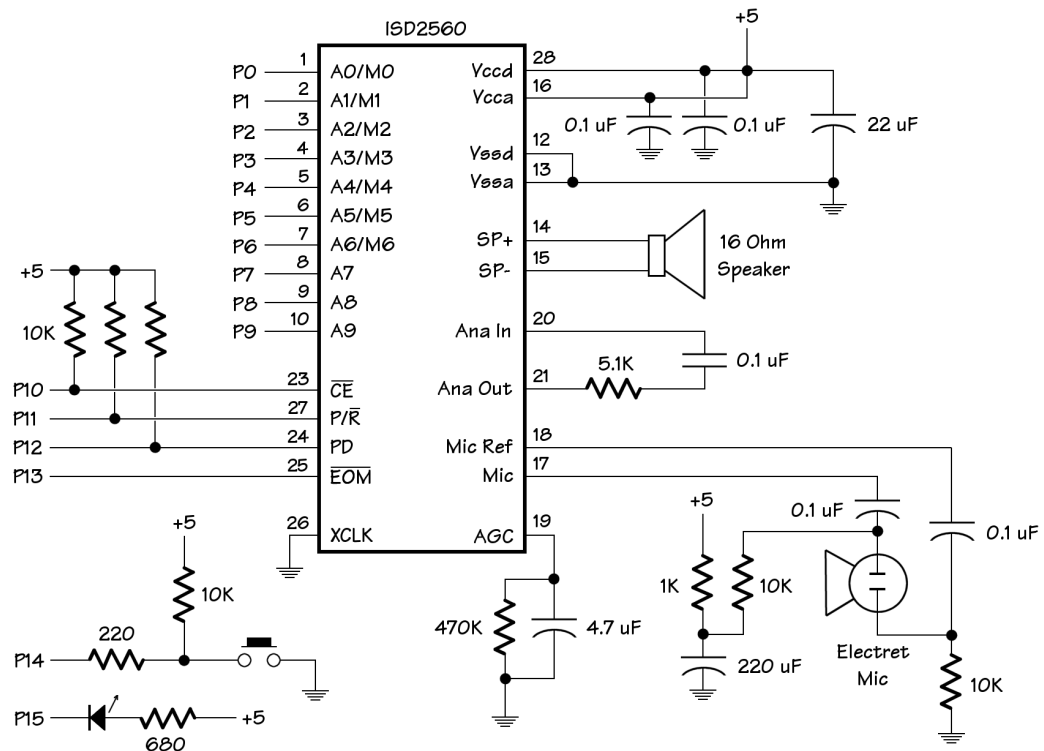 ISD2560
+5
P0 1 A0/M0
P1 2 A1/M1
P2 3 A2/M2
P3 4 A3/M3
P4 5 A4/M4
P5 6 A5/M5
P6 7 A6/M6
P7 8 A7
P8 9 A8
P9 10 A9
+5
10K
P10 23 CE
P11 27 P/R
P12 24 PD
P13 25 EOM
26 XCLK
Vccd 28
Vcca 16
0.1 uF
0.1 uF
22 uF
Vssd 12
Vssa 13
SP+ 14
SP- 15
16 Ohm
Speaker
Ana In 20
0.1 uF
5.1K
Ana Out 21
Mic Ref 18
Mic 17
AGC 19
+5
10K
220
P14
P15
680
+5
470K
4.7 uF
+5
1K
10K
220 uF
0.1 uF
0.1 uF
Electret
Mic
10K